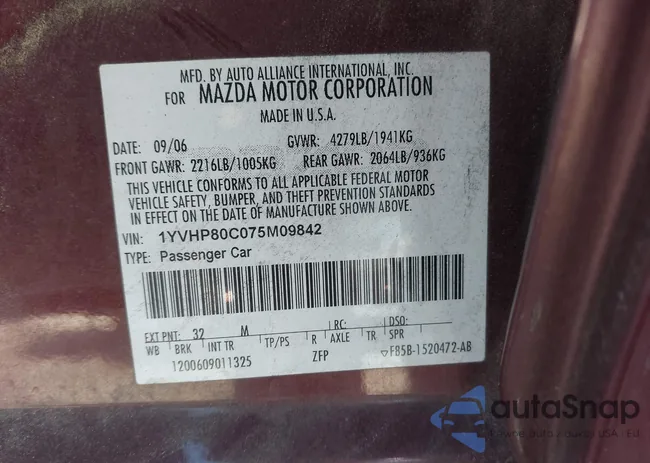 MFD. BY AUTO ALLIANCE INTERNATIONAL, INC.
FOR MAZDA MOTOR CORPORATION
MADE IN U.S.A.
DATE: 09/06 GVWR: 4279LB/1941KG
FRONT GAWR: 2216LB/1005KG REAR GAWR: 2064LB/936KG
THIS VEHICLE CONFORMS TO ALL APPLICABLE FEDERAL MOTOR
VEHICLE SAFETY, BUMPER, AND THEFT PREVENTION STANDARDS
IN EFFECT ON THE DATE OF MANUFACTURE SHOWN ABOVE.
VIN: 1YVHP80C075M09842
TYPE: Passenger Car
EXT PNT: 32 M RC: DSO:
WB BRK INT TR TP/PS R AXLE TR SPR
1200609011325 ZFP ▽FB5B-1520472-AB
autoSnap